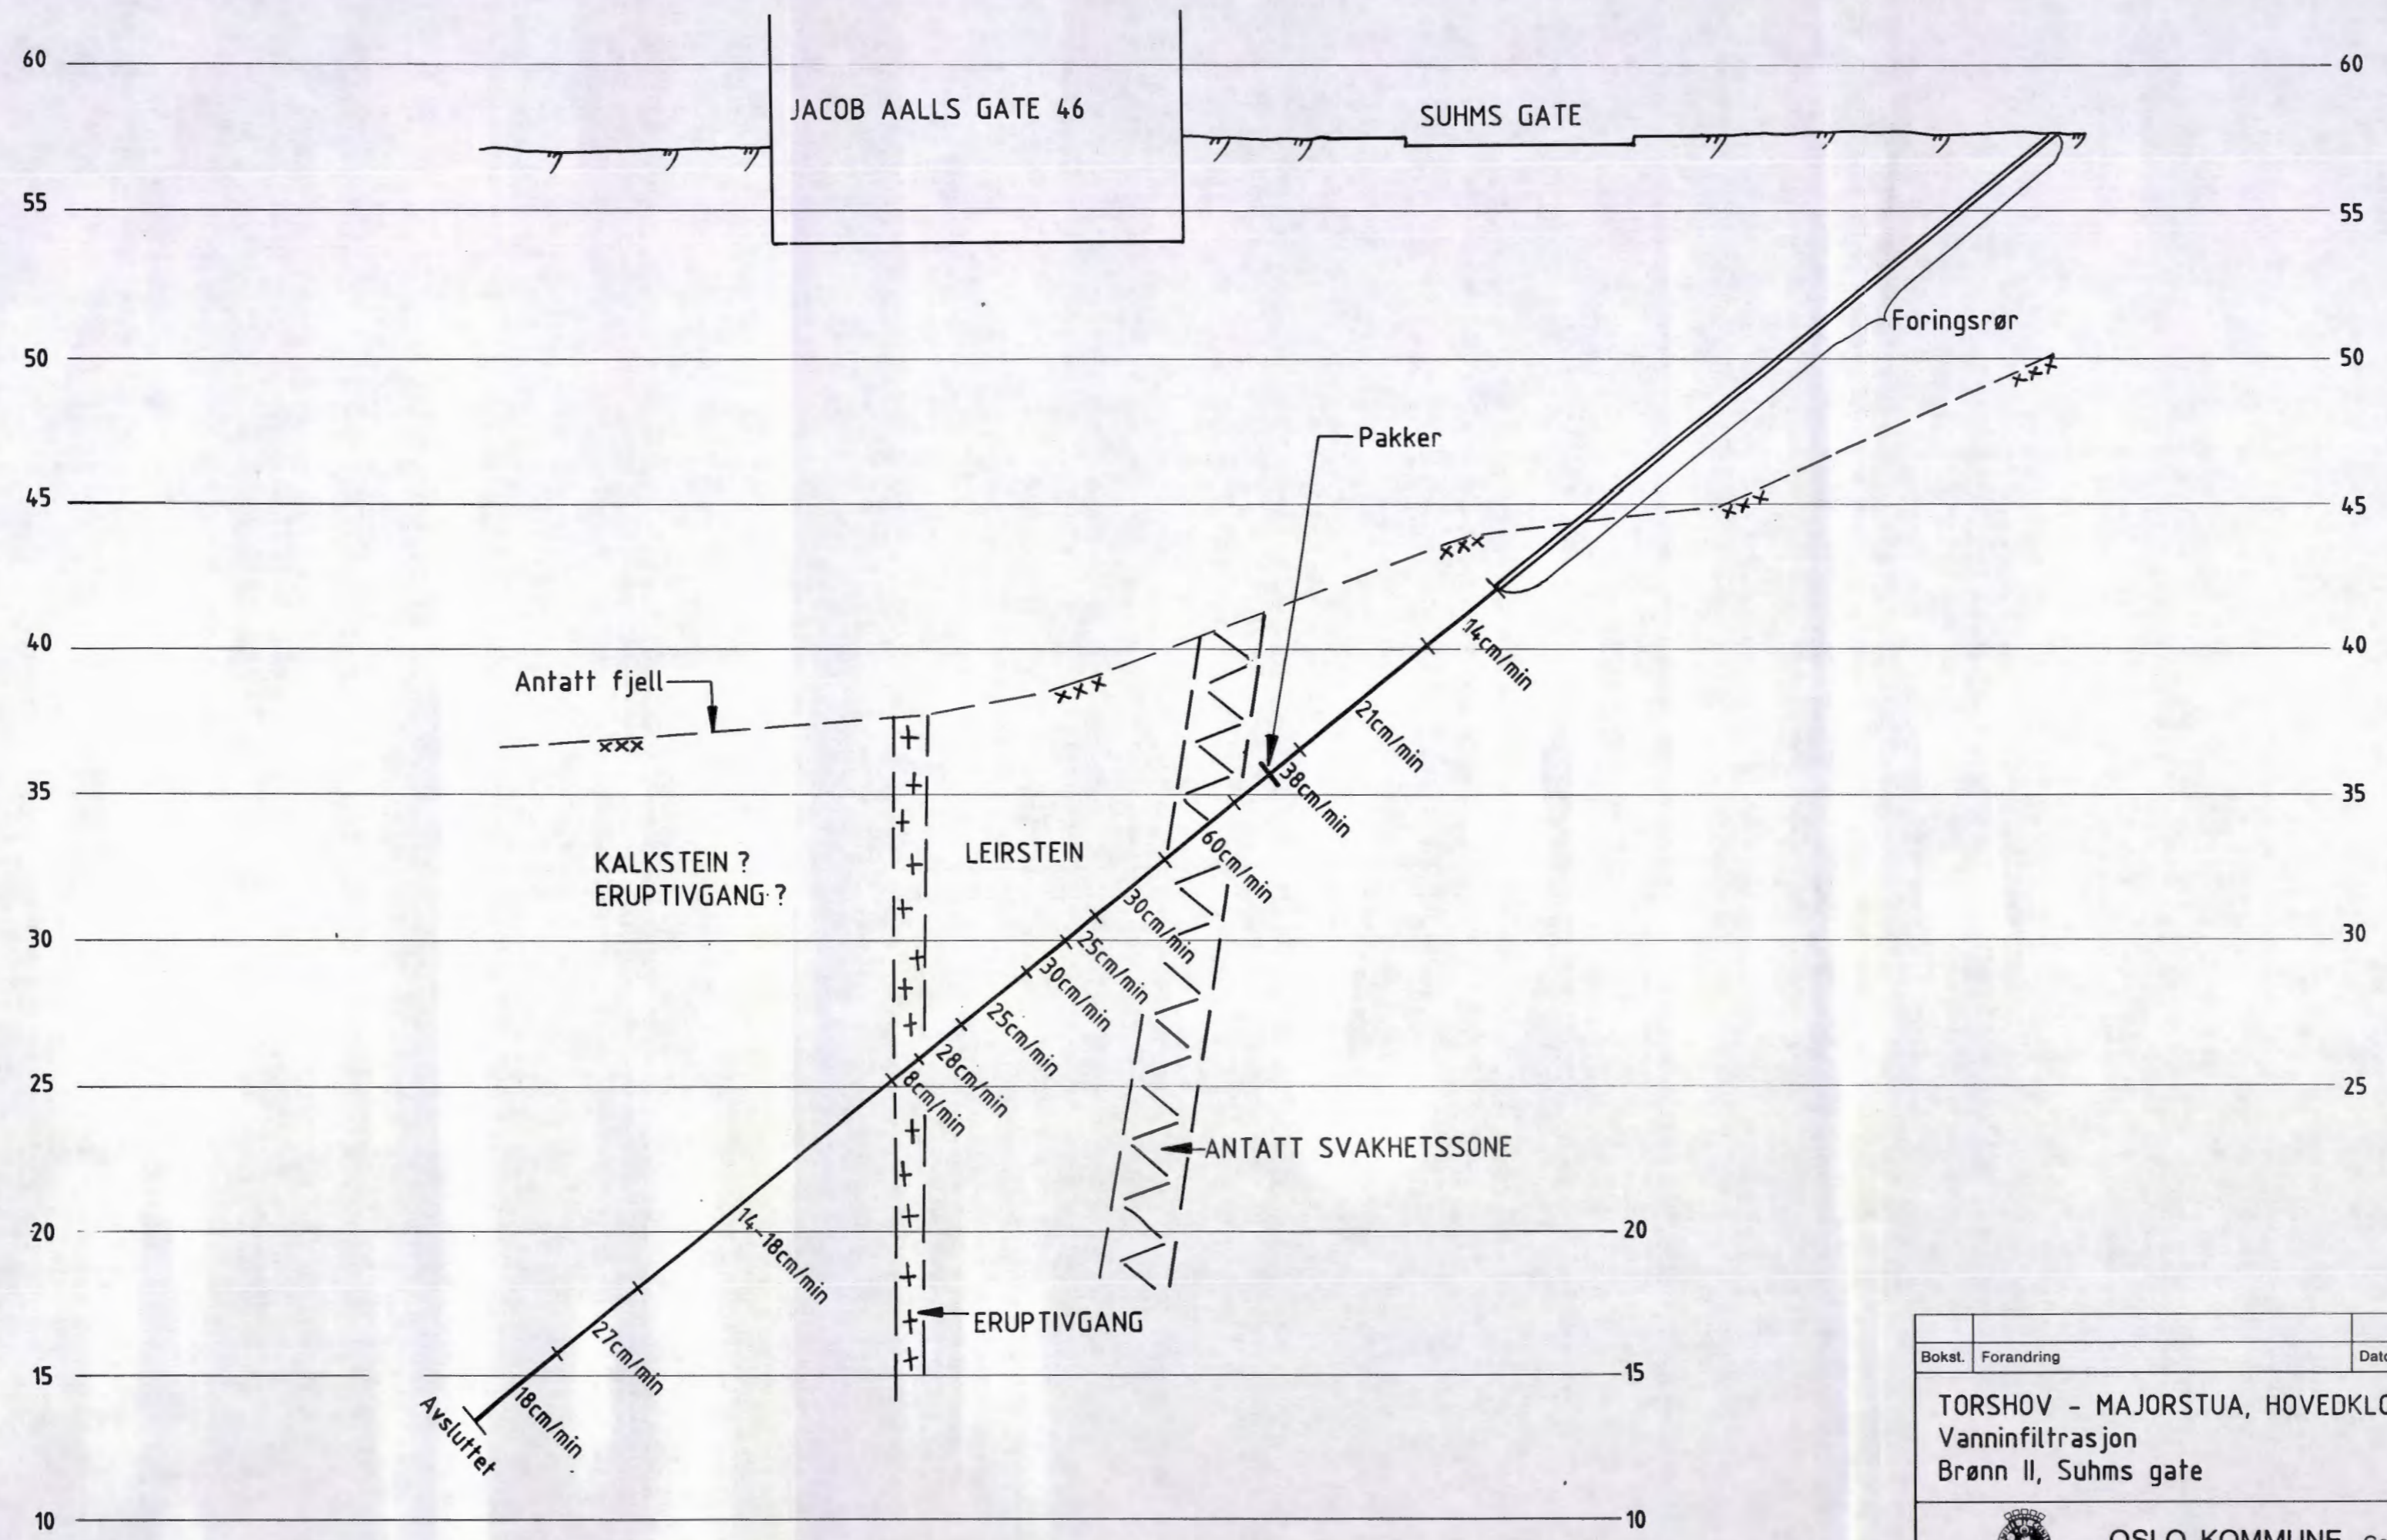 60
60
JACOB AALLS GATE 46
SUHMS GATE
55
55
Foringsrør
50
50
Pakker
45
45
14cm/min
40
40
Antatt fjell
21cm/min
38cm/min
35
35
60cm/min
KALKSTEIN ?
ERUPTIVGANG ?
LEIRSTEIN
30cm/min
30
30
25cm/min
30cm/min
25cm/min
28cm/min
25
25
8cm/min
ANTATT SVAKHETSSONE
14-18cm/min
20
20
ERUPTIVGANG
27cm/min
15
15
18cm/min
Avsluttet
10
10
Bokst. Forandring Dato
TORSHOV - MAJORSTUA, HOVEDKLO
Vanninfiltrasjon
Brønn II, Suhms gate
OSLO KOMMUNE